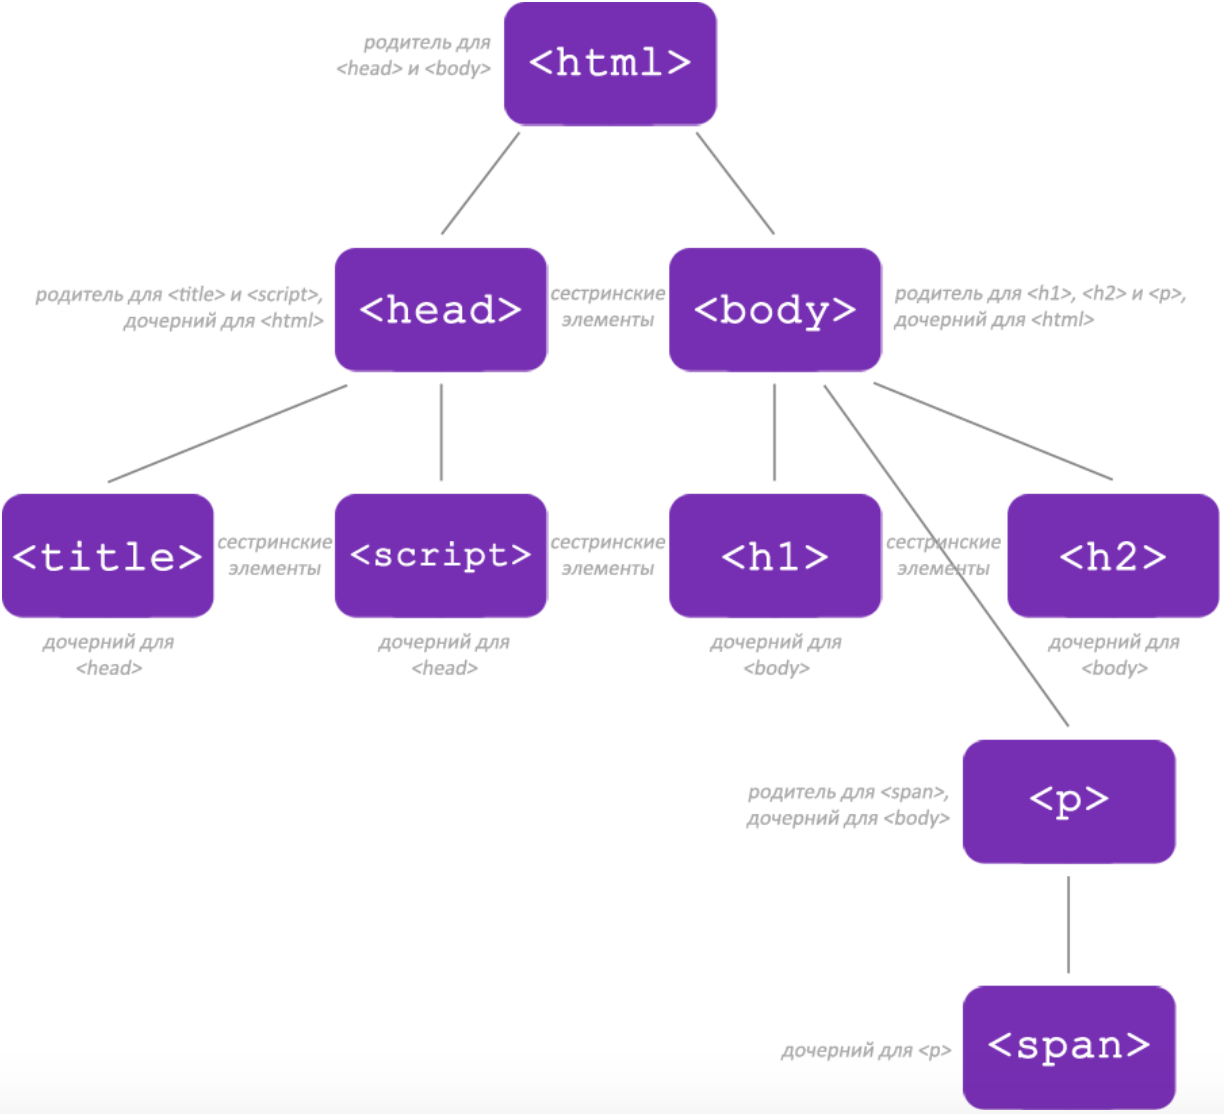 родитель для
<head> и <body>
<html>
родитель для <title> и <script>,
дочерний для <html>
<head>
сестринские
элементы
<body>
родитель для <h1>, <h2> и <p>,
дочерний для <html>
<title>
сестринские
элементы
<script>
сестринские
элементы
<h1>
сестринские
элементы
<h2>
дочерний для
<head>
дочерний для
<head>
дочерний для
<body>
дочерний для
<body>
родитель для <span>,
дочерний для <body>
<p>
дочерний для <p>
<span>